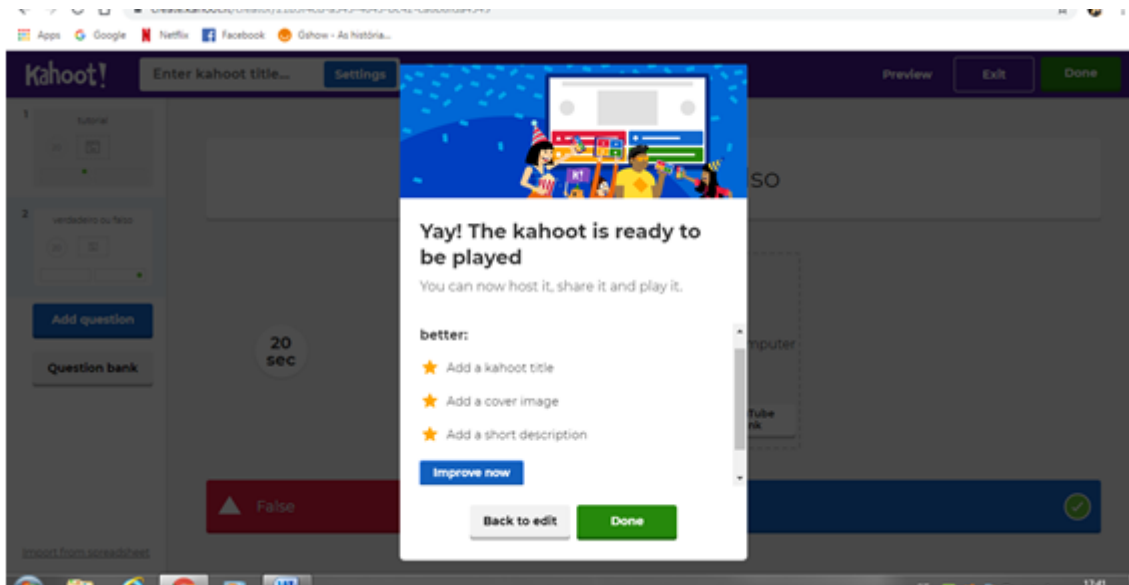 Apps Google Netflix Facebook Gshow - As história...
Kahoot! Enter kahoot title... Settings Preview Exit Done
1 tutorial
2 verdadeiro ou falso
Add question
Question bank
Import from spreadsheet
20
sec
Yay! The kahoot is ready to
be played
You can now host it, share it and play it.
better:
Add a kahoot title
Add a cover image
Add a short description
Improve now
Back to edit Done
False
17:41